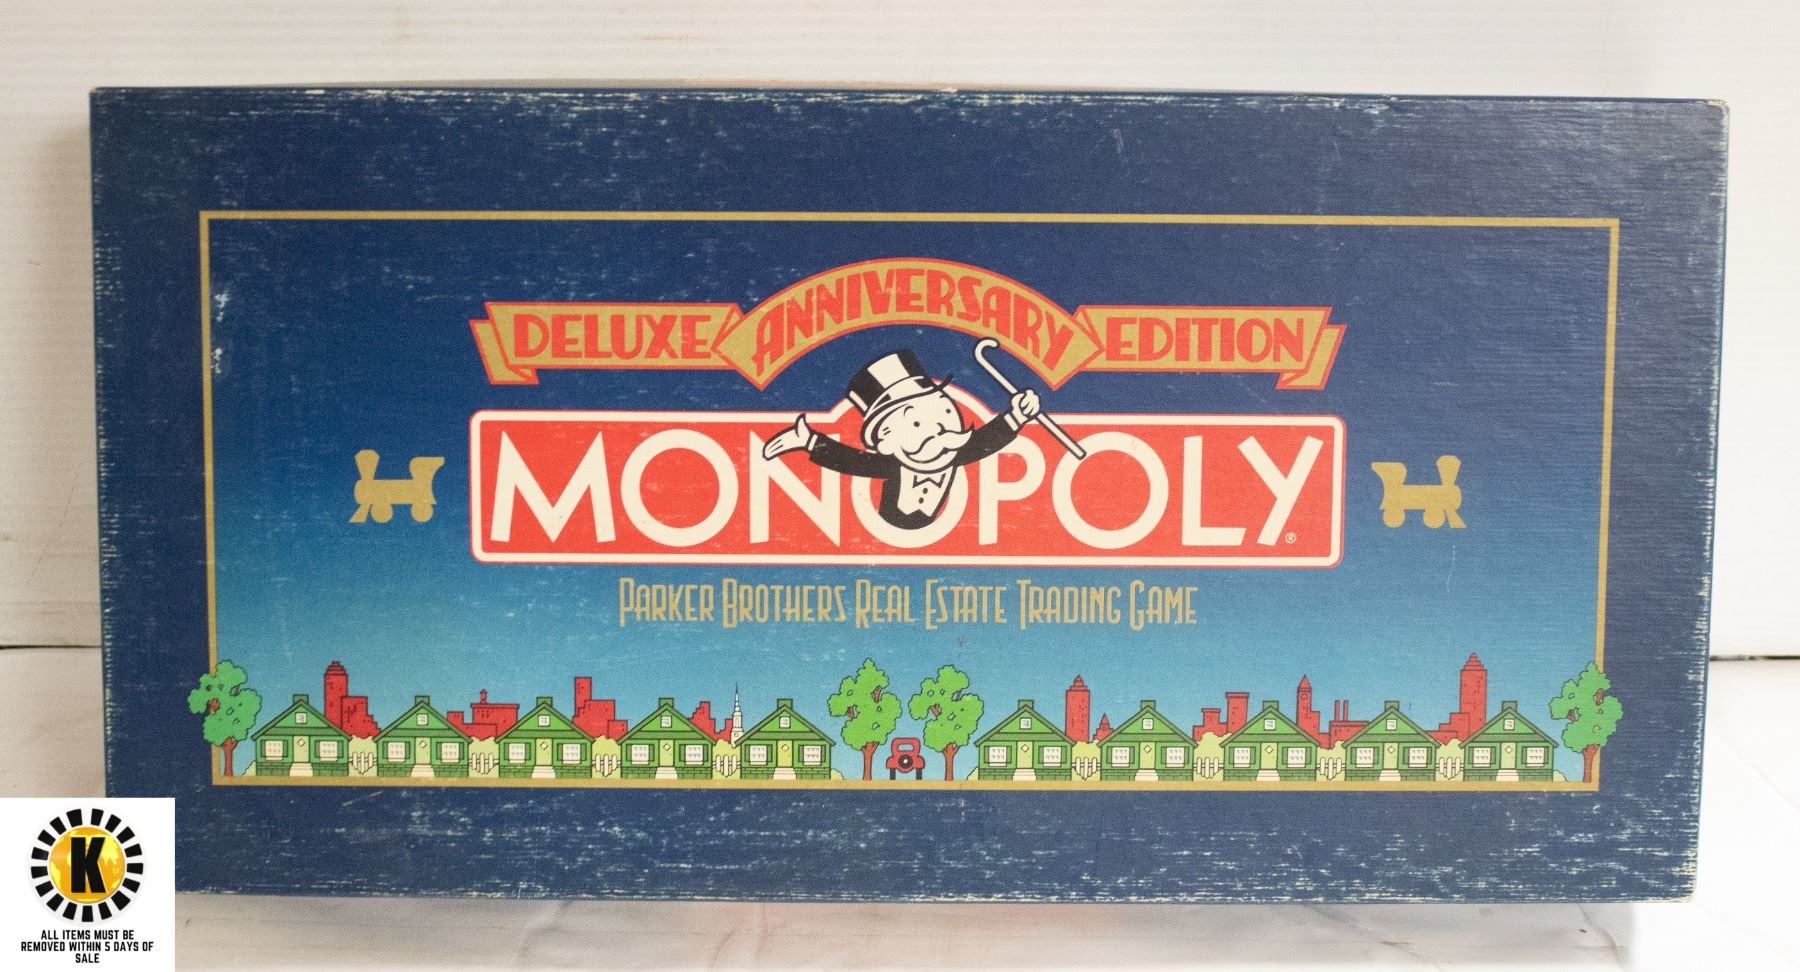 DELUXE ANNIVERSARY EDITION
MONOPOLY®
PARKER BROTHERS REAL ESTATE TRADING GAME
K
ALL ITEMS MUST BE
REMOVED WITHIN 5 DAYS OF
SALE